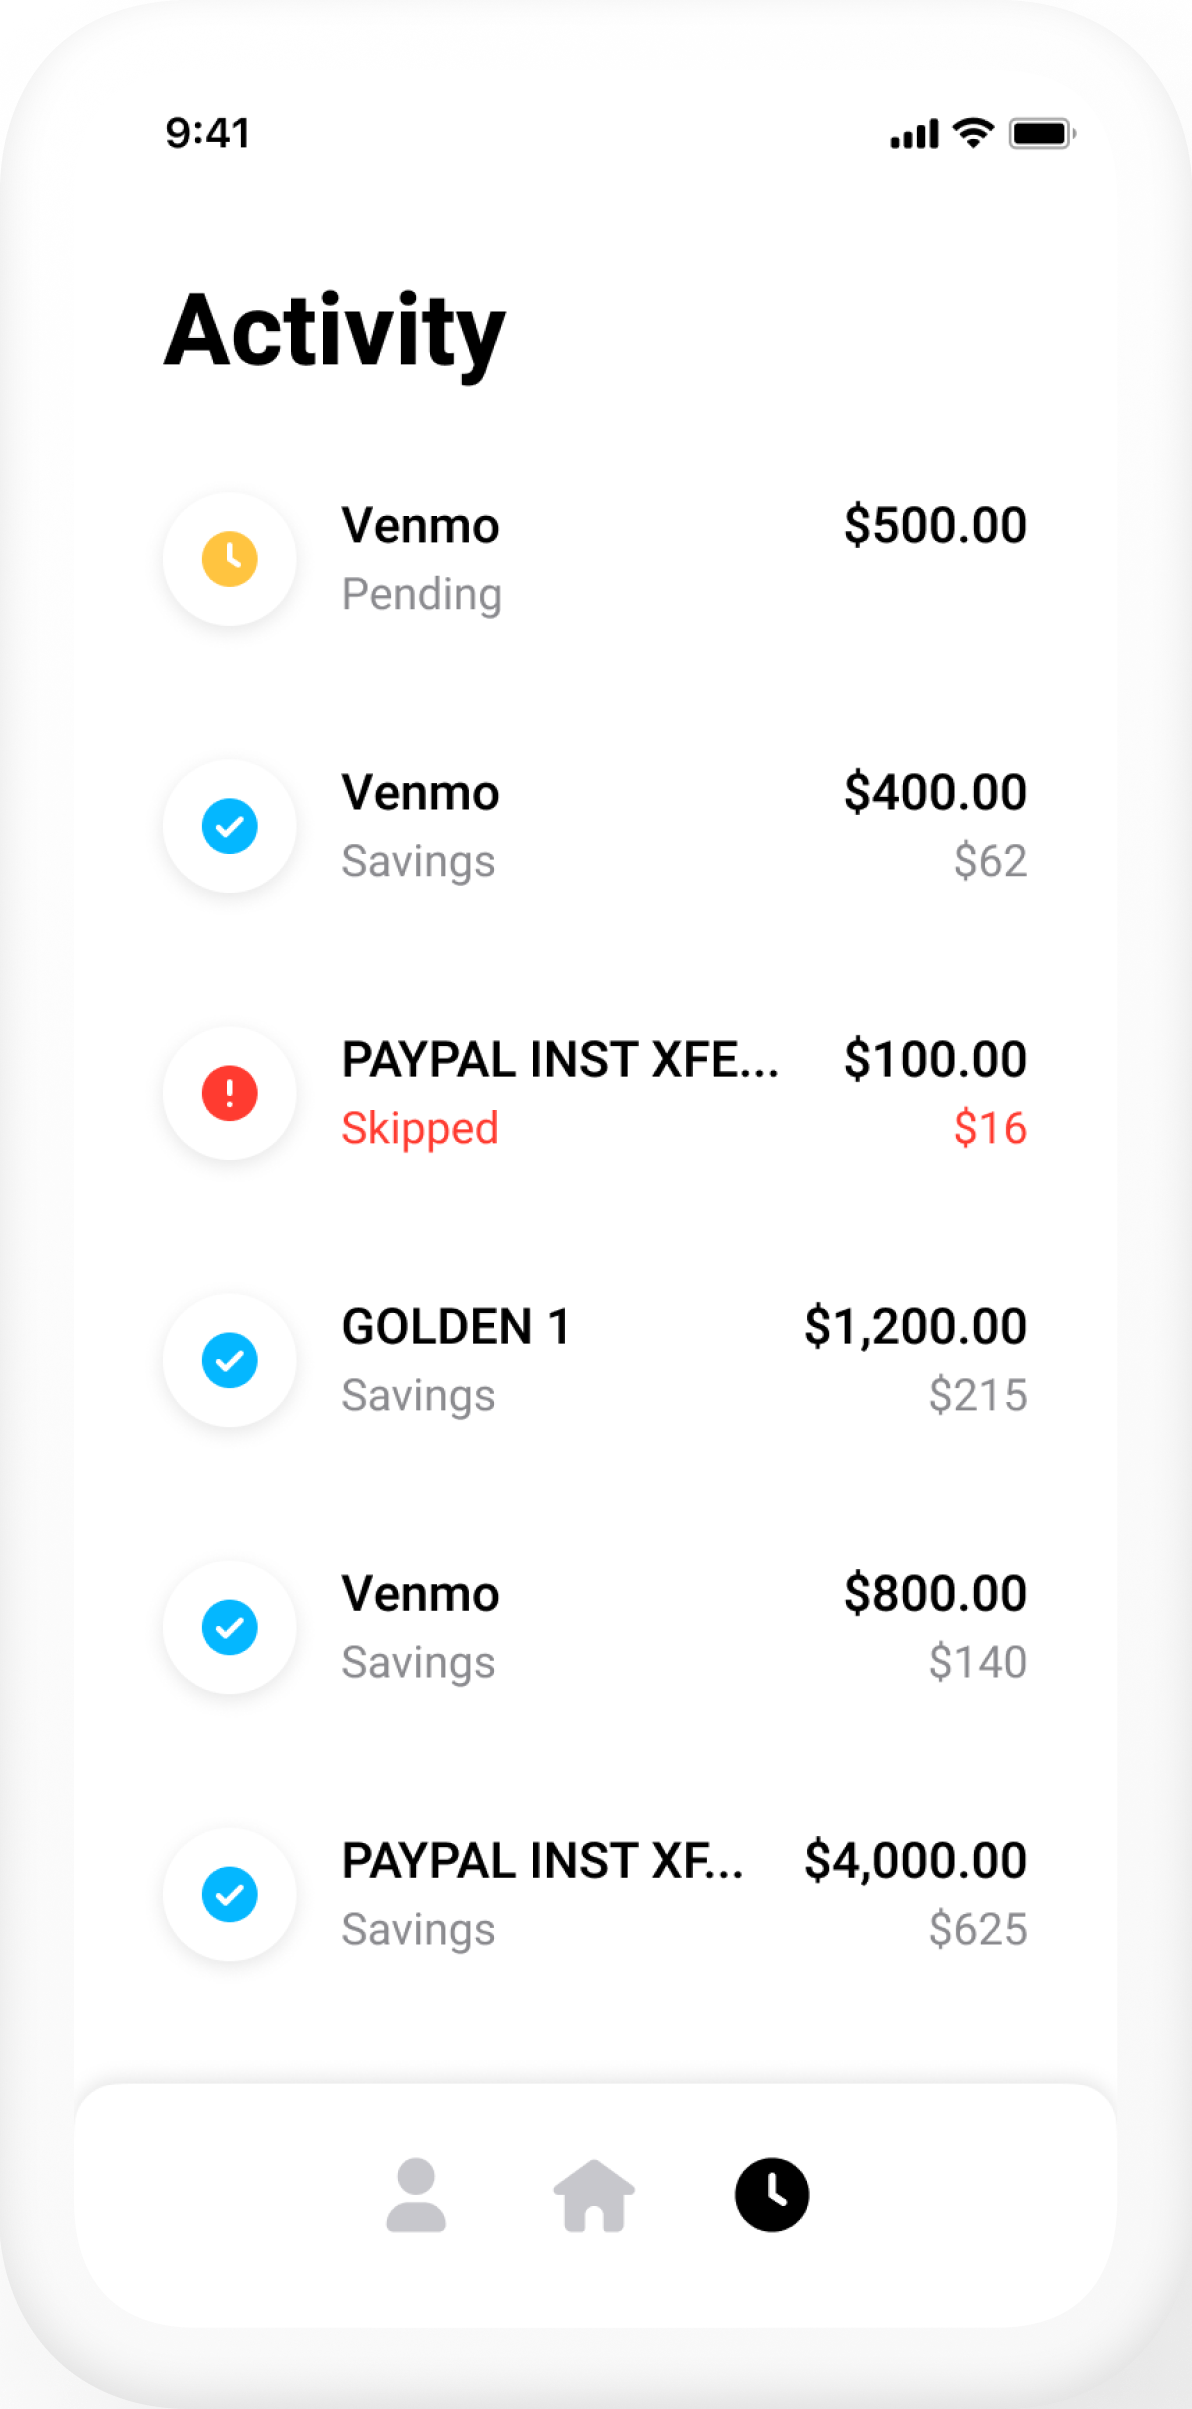 9:41
Activity
Venmo $500.00
Pending
Venmo $400.00
Savings $62
PAYPAL INST XFE... $100.00
Skipped $16
GOLDEN 1 $1,200.00
Savings $215
Venmo $800.00
Savings $140
PAYPAL INST XF... $4,000.00
Savings $625